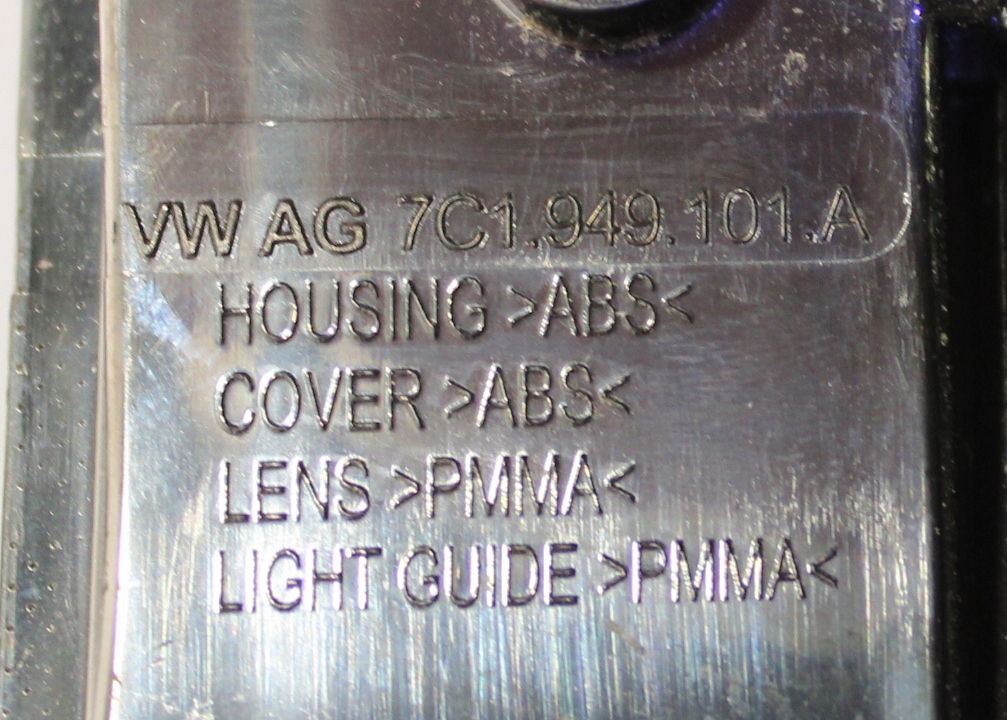 VW AG 7C1.949.101.A
HOUSING >ABS<
COVER >ABS<
LENS >PMMA<
LIGHT GUIDE >PMMA<